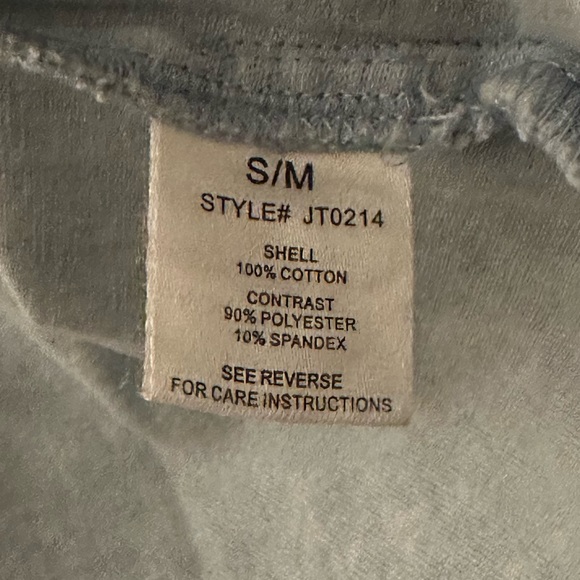 S/M
STYLE# JT0214
SHELL
100% COTTON
CONTRAST
90% POLYESTER
10% SPANDEX
SEE REVERSE
FOR CARE INSTRUCTIONS